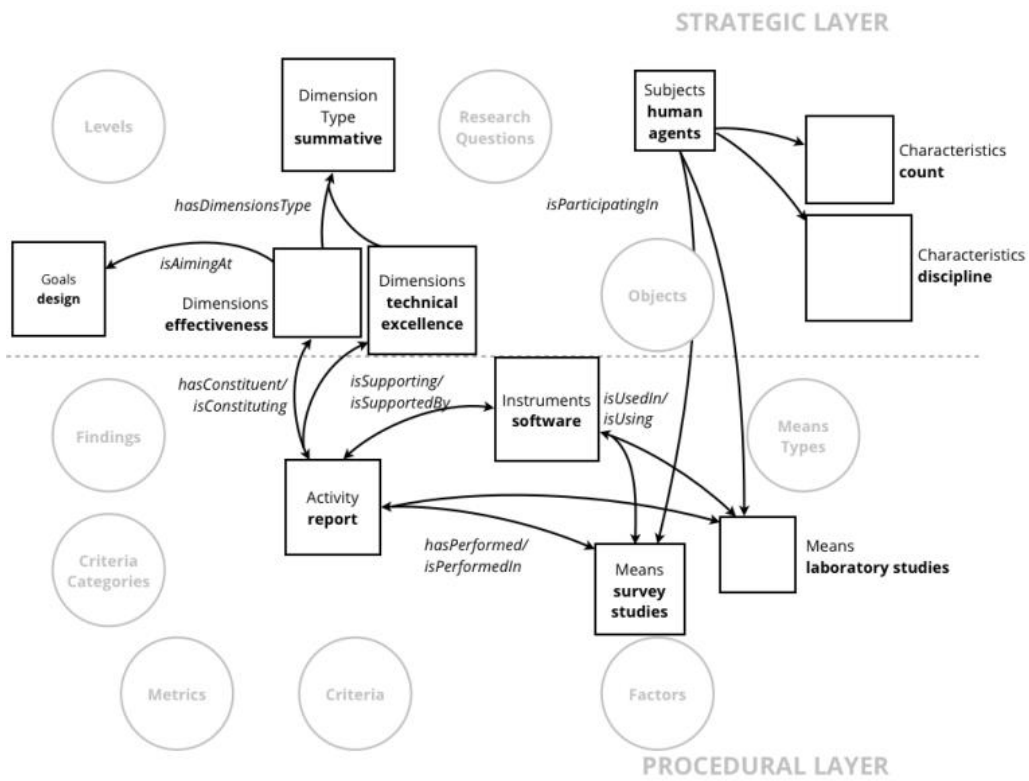 STRATEGIC LAYER
Levels
Dimension
Type
summative
Research
Questions
Subjects
human
agents
Characteristics
count
hasDimensionsType
isParticipatingIn
Characteristics
discipline
isAimingAt
Goals
design
Dimensions
effectiveness
Dimensions
technical
excellence
Objects
hasConstituent/
isConstituting
isSupporting/
isSupportedBy
Instruments
software
isUsedIn/
isUsing
Findings
Means
Types
Activity
report
hasPerformed/
isPerformedIn
Means
survey
studies
Means
laboratory studies
Criteria
Categories
Metrics
Criteria
Factors
PROCEDURAL LAYER